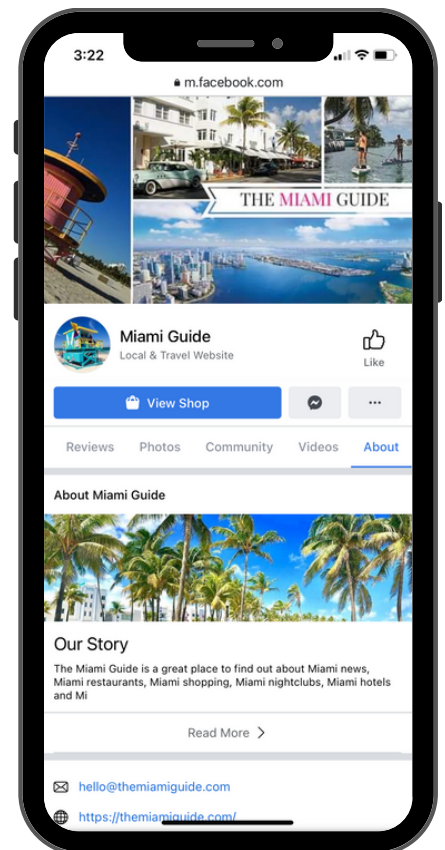 3:22
m.facebook.com
THE MIAMI GUIDE
Miami Guide
Local & Travel Website
Like
View Shop
Reviews Photos Community Videos About
About Miami Guide
Our Story
The Miami Guide is a great place to find out about Miami news,
Miami restaurants, Miami shopping, Miami nightclubs, Miami hotels
and Mi
Read More
hello@themiamiguide.com
https://themiamiguide.com/